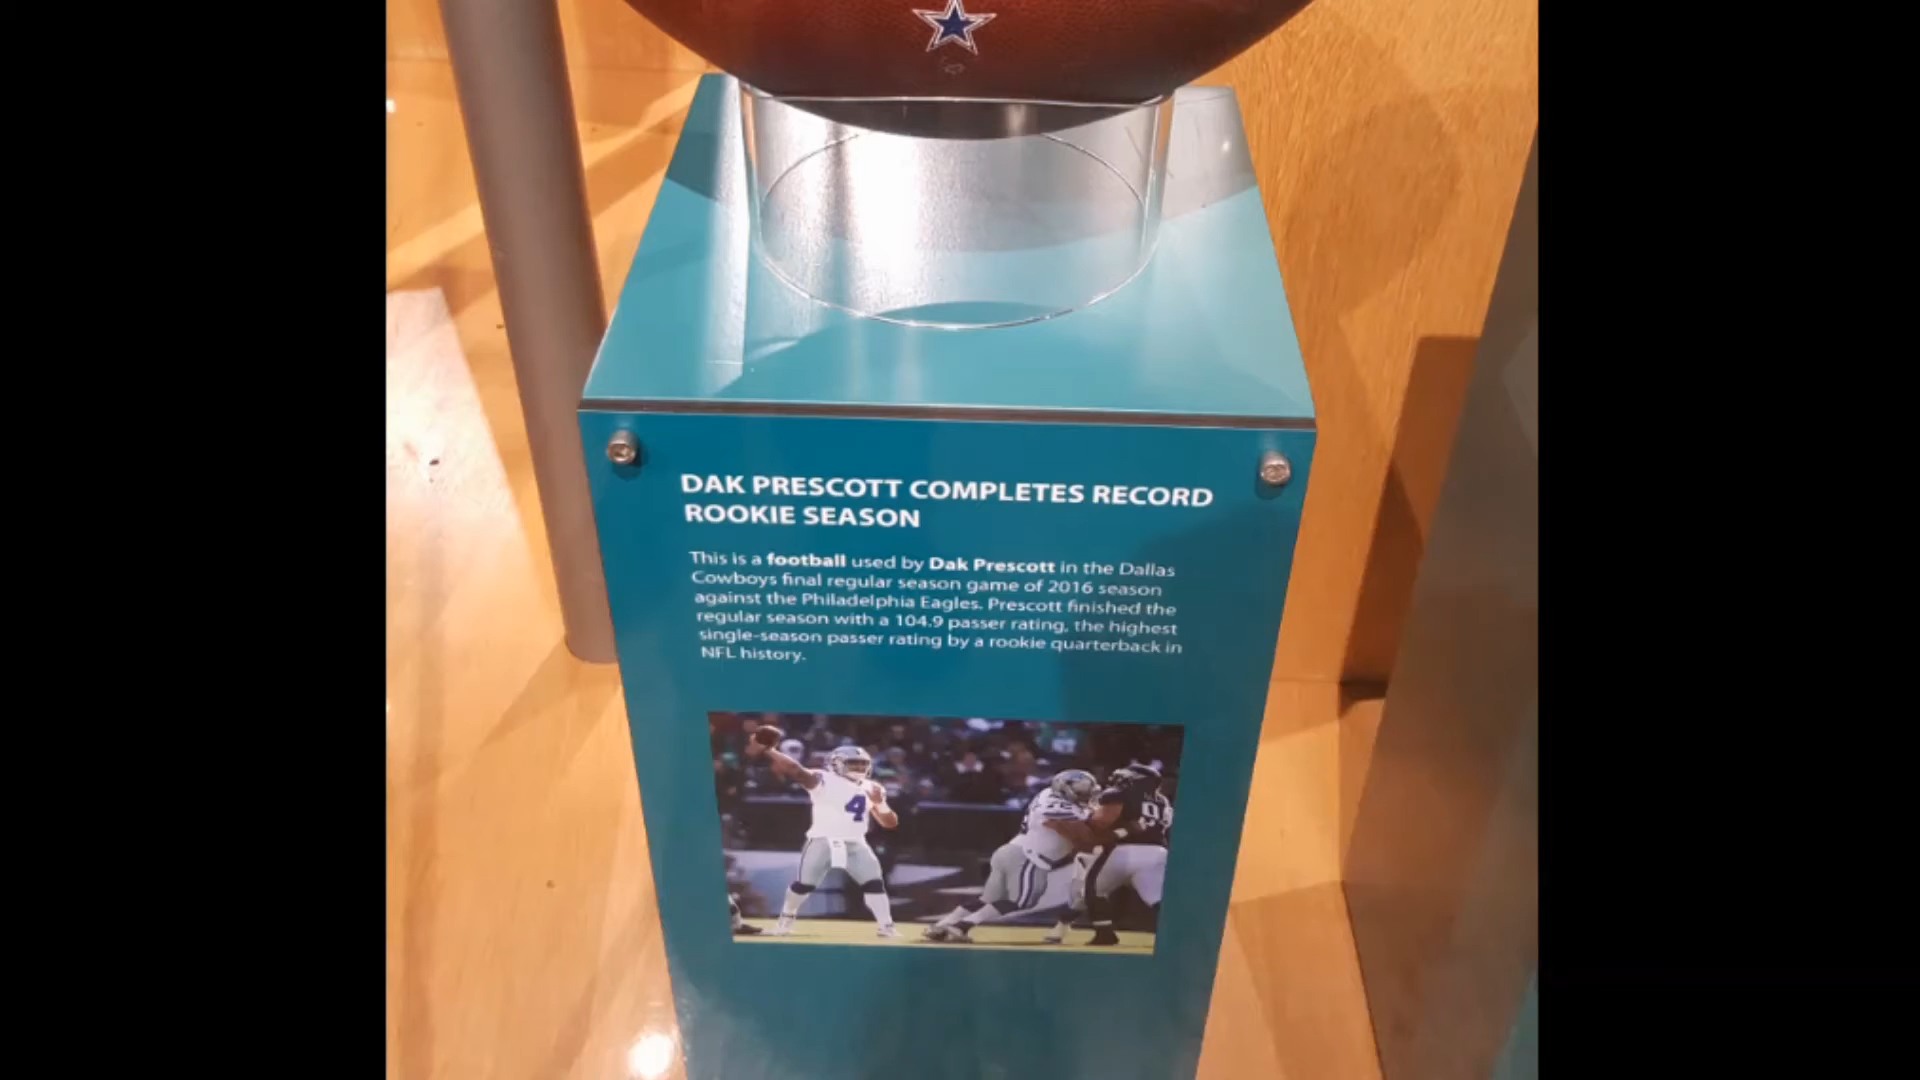 DAK PRESCOTT COMPLETES RECORD
ROOKIE SEASON
This is a football used by Dak Prescott in the Dallas
Cowboys final regular season game of 2016 season
against the Philadelphia Eagles. Prescott finished the
regular season with a 104.9 passer rating, the highest
single-season passer rating by a rookie quarterback in
NFL history.
4